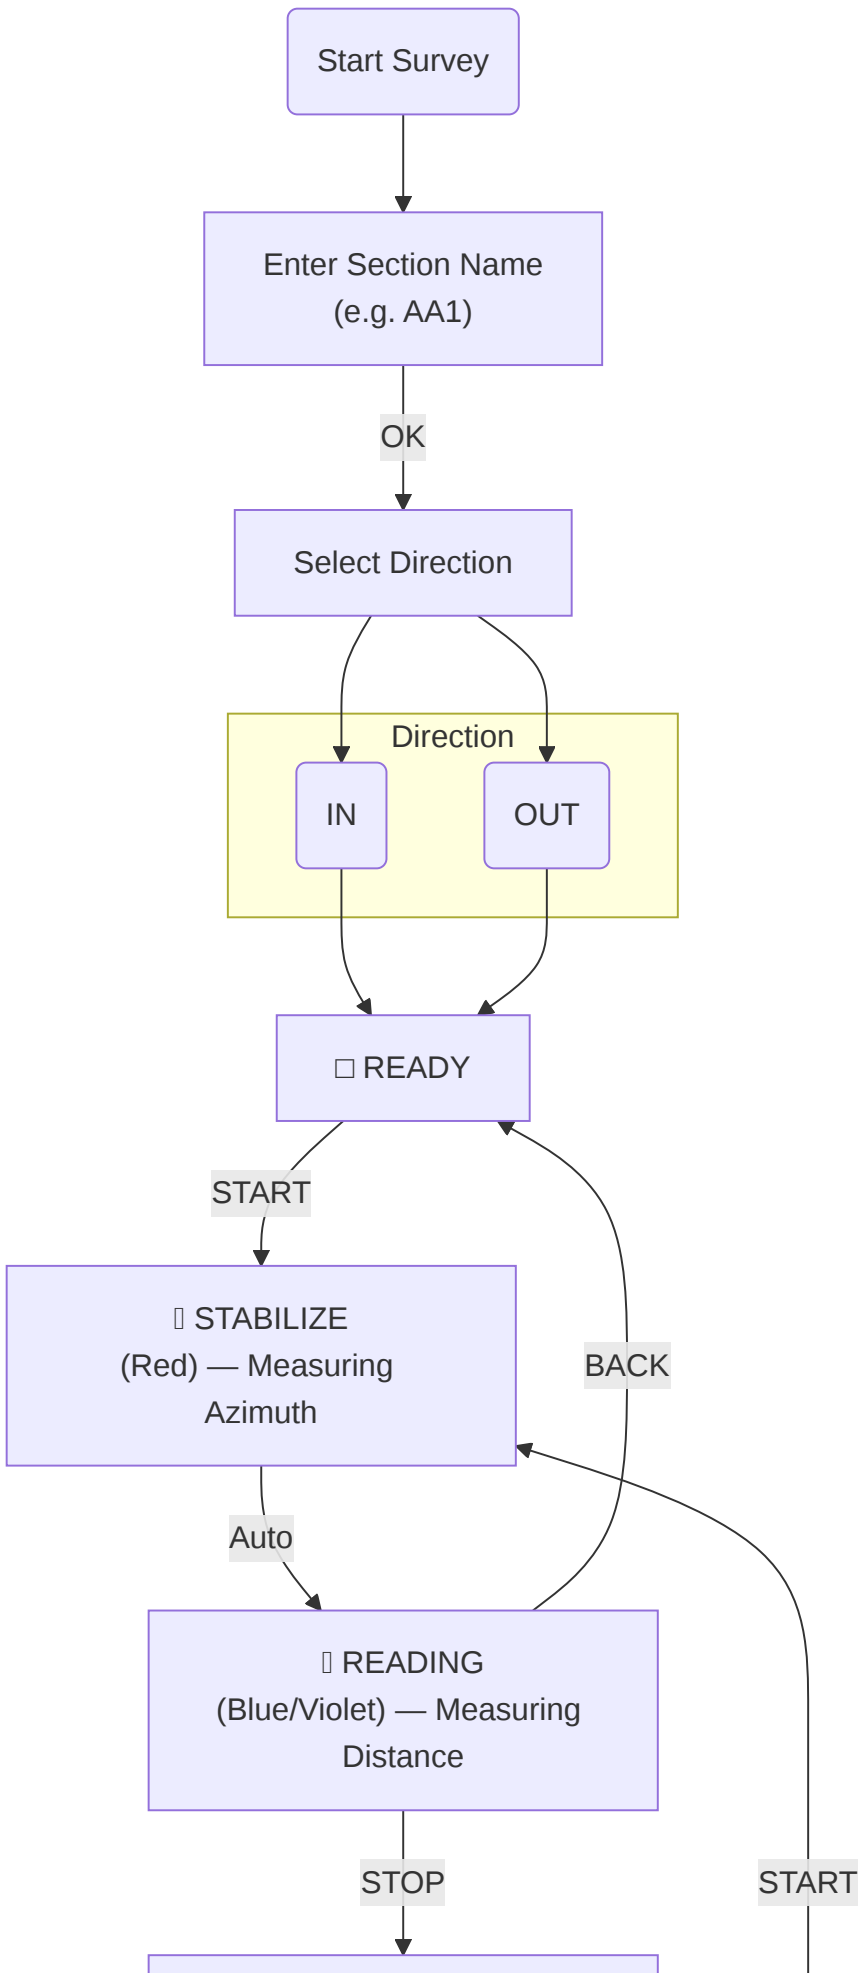 Start Survey
Enter Section Name
(e.g. AA1)
OK
Select Direction
Direction
IN
OUT
□ READY
START
STABILIZE
(Red) — Measuring
Azimuth
BACK
Auto
READING
(Blue/Violet) — Measuring
Distance
STOP
START